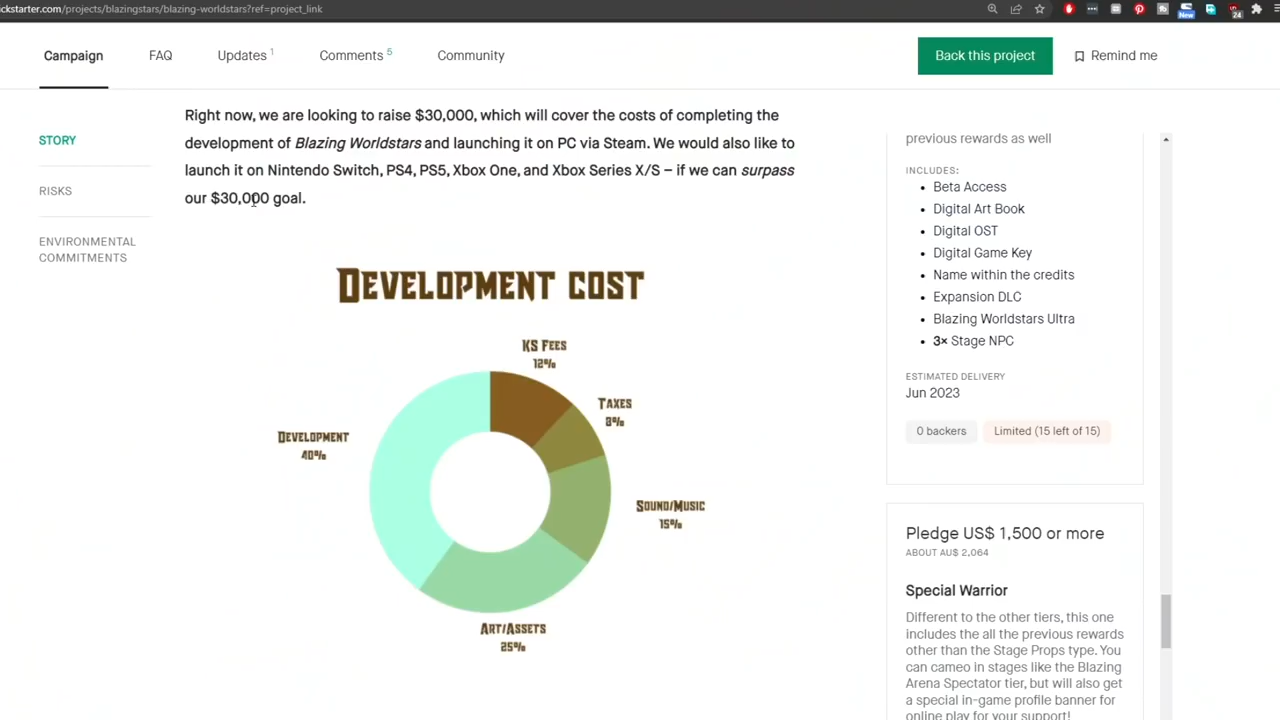 ickstarter.com/projects/blazingstars/blazing-worldstars?ref=project_link
New
24
Campaign
FAQ
Updates 1
Comments 5
Community
Back this project
Remind me
STORY
RISKS
ENVIRONMENTAL
COMMITMENTS
Right now, we are looking to raise $30,000, which will cover the costs of completing the
development of Blazing Worldstars and launching it on PC via Steam. We would also like to
launch it on Nintendo Switch, PS4, PS5, Xbox One, and Xbox Series X/S – if we can surpass
our $30,000 goal.
Development cost
KS Fees
12%
Taxes
8%
Sound/Music
15%
Art/Assets
25%
Development
40%
previous rewards as well
INCLUDES:
• Beta Access
• Digital Art Book
• Digital OST
• Digital Game Key
• Name within the credits
• Expansion DLC
• Blazing Worldstars Ultra
• 3× Stage NPC
ESTIMATED DELIVERY
Jun 2023
0 backers
Limited (15 left of 15)
Pledge US$ 1,500 or more
ABOUT AU$ 2,064
Special Warrior
Different to the other tiers, this one
includes the all the previous rewards
other than the Stage Props type. You
can cameo in stages like the Blazing
Arena Spectator tier, but will also get
a special in-game profile banner for
online play for your support!